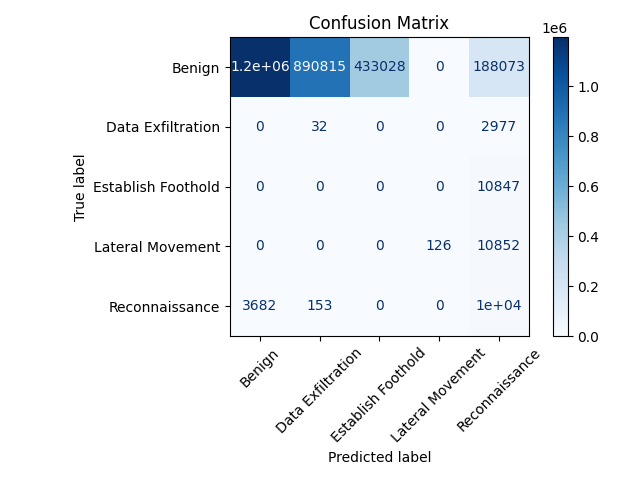 Confusion Matrix
1e6
Benign 1.2e+06 890815 433028 0 188073
Data Exfiltration 0 32 0 0 2977
Establish Foothold 0 0 0 0 10847
Lateral Movement 0 0 0 126 10852
Reconnaissance 3682 153 0 0 1e+04
True label
Benign Data Exfiltration Establish Foothold Lateral Movement Reconnaissance
Predicted label
1.0
0.8
0.6
0.4
0.2
0.0